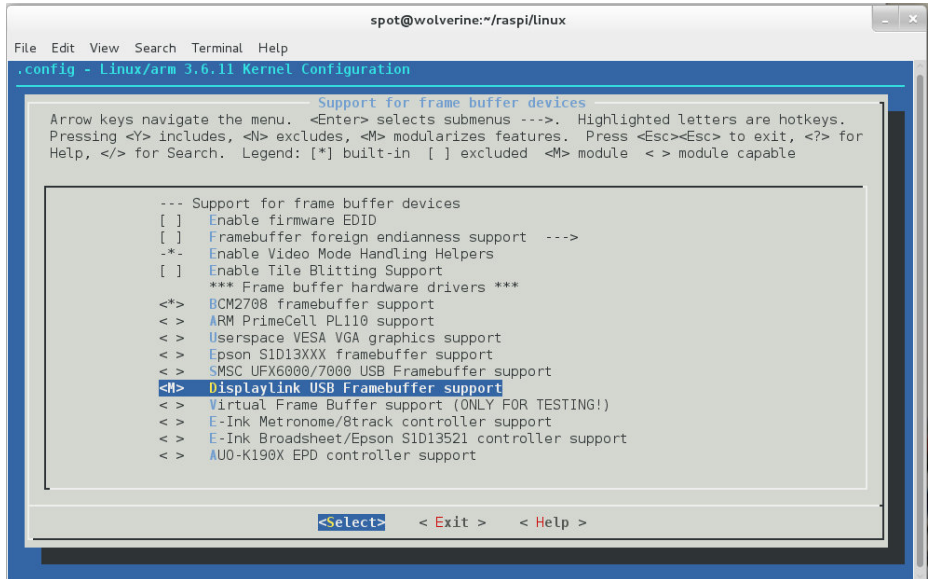 spot@wolverine:~/raspi/linux
File Edit View Search Terminal Help
.config - Linux/arm 3.6.11 Kernel Configuration
Support for frame buffer devices
Arrow keys navigate the menu. <Enter> selects submenus --->. Highlighted letters are hotkeys.
Pressing <Y> includes, <N> excludes, <M> modularizes features. Press <Esc><Esc> to exit, <?> for
Help, </> for Search. Legend: [*] built-in [ ] excluded <M> module < > module capable
--- Support for frame buffer devices
[ ] Enable firmware EDID
[ ] Framebuffer foreign endianness support --->
-*- Enable Video Mode Handling Helpers
[ ] Enable Tile Blitting Support
*** Frame buffer hardware drivers ***
<*> BCM2708 framebuffer support
< > ARM PrimeCell PL110 support
< > Userspace VESA VGA graphics support
< > Epson S1D13XXX framebuffer support
< > SMSC UFX6000/7000 USB Framebuffer support
<M> Displaylink USB Framebuffer support
< > Virtual Frame Buffer support (ONLY FOR TESTING!)
< > E-Ink Metronome/8track controller support
< > E-Ink Broadsheet/Epson S1D13521 controller support
< > AUO-K190X EPD controller support
<Select> < Exit > < Help >